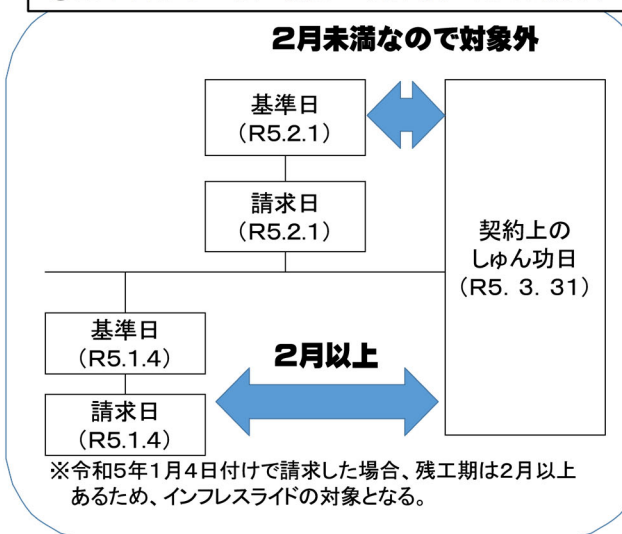 2月未満なので対象外
基準日
（R5.2.1）
請求日
（R5.2.1）
契約上の
しゅん功日
（R5．3．31）
基準日
（R5.1.4）
2月以上
請求日
（R5.1.4）
※令和5年1月4日付けで請求した場合、残工期は2月以上
あるため、インフレスライドの対象となる。